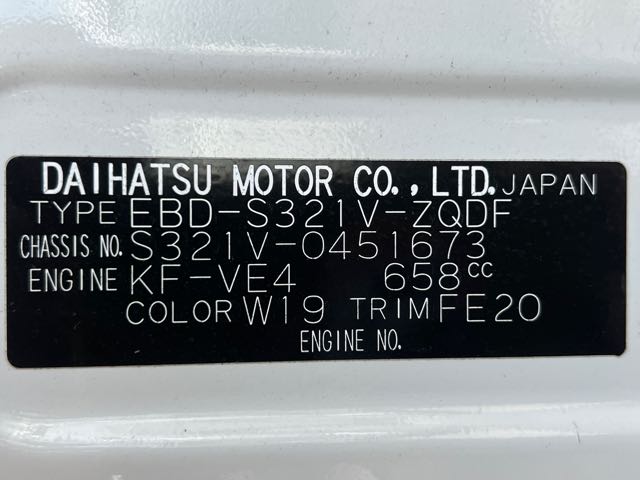 DAIHATSU MOTOR CO.,LTD. JAPAN
TYPE EBD-S321V-ZQDF
CHASSIS NO. S321V-0451673
ENGINE KF-VE4 658cc
COLOR W19 TRIM FE20
ENGINE NO.